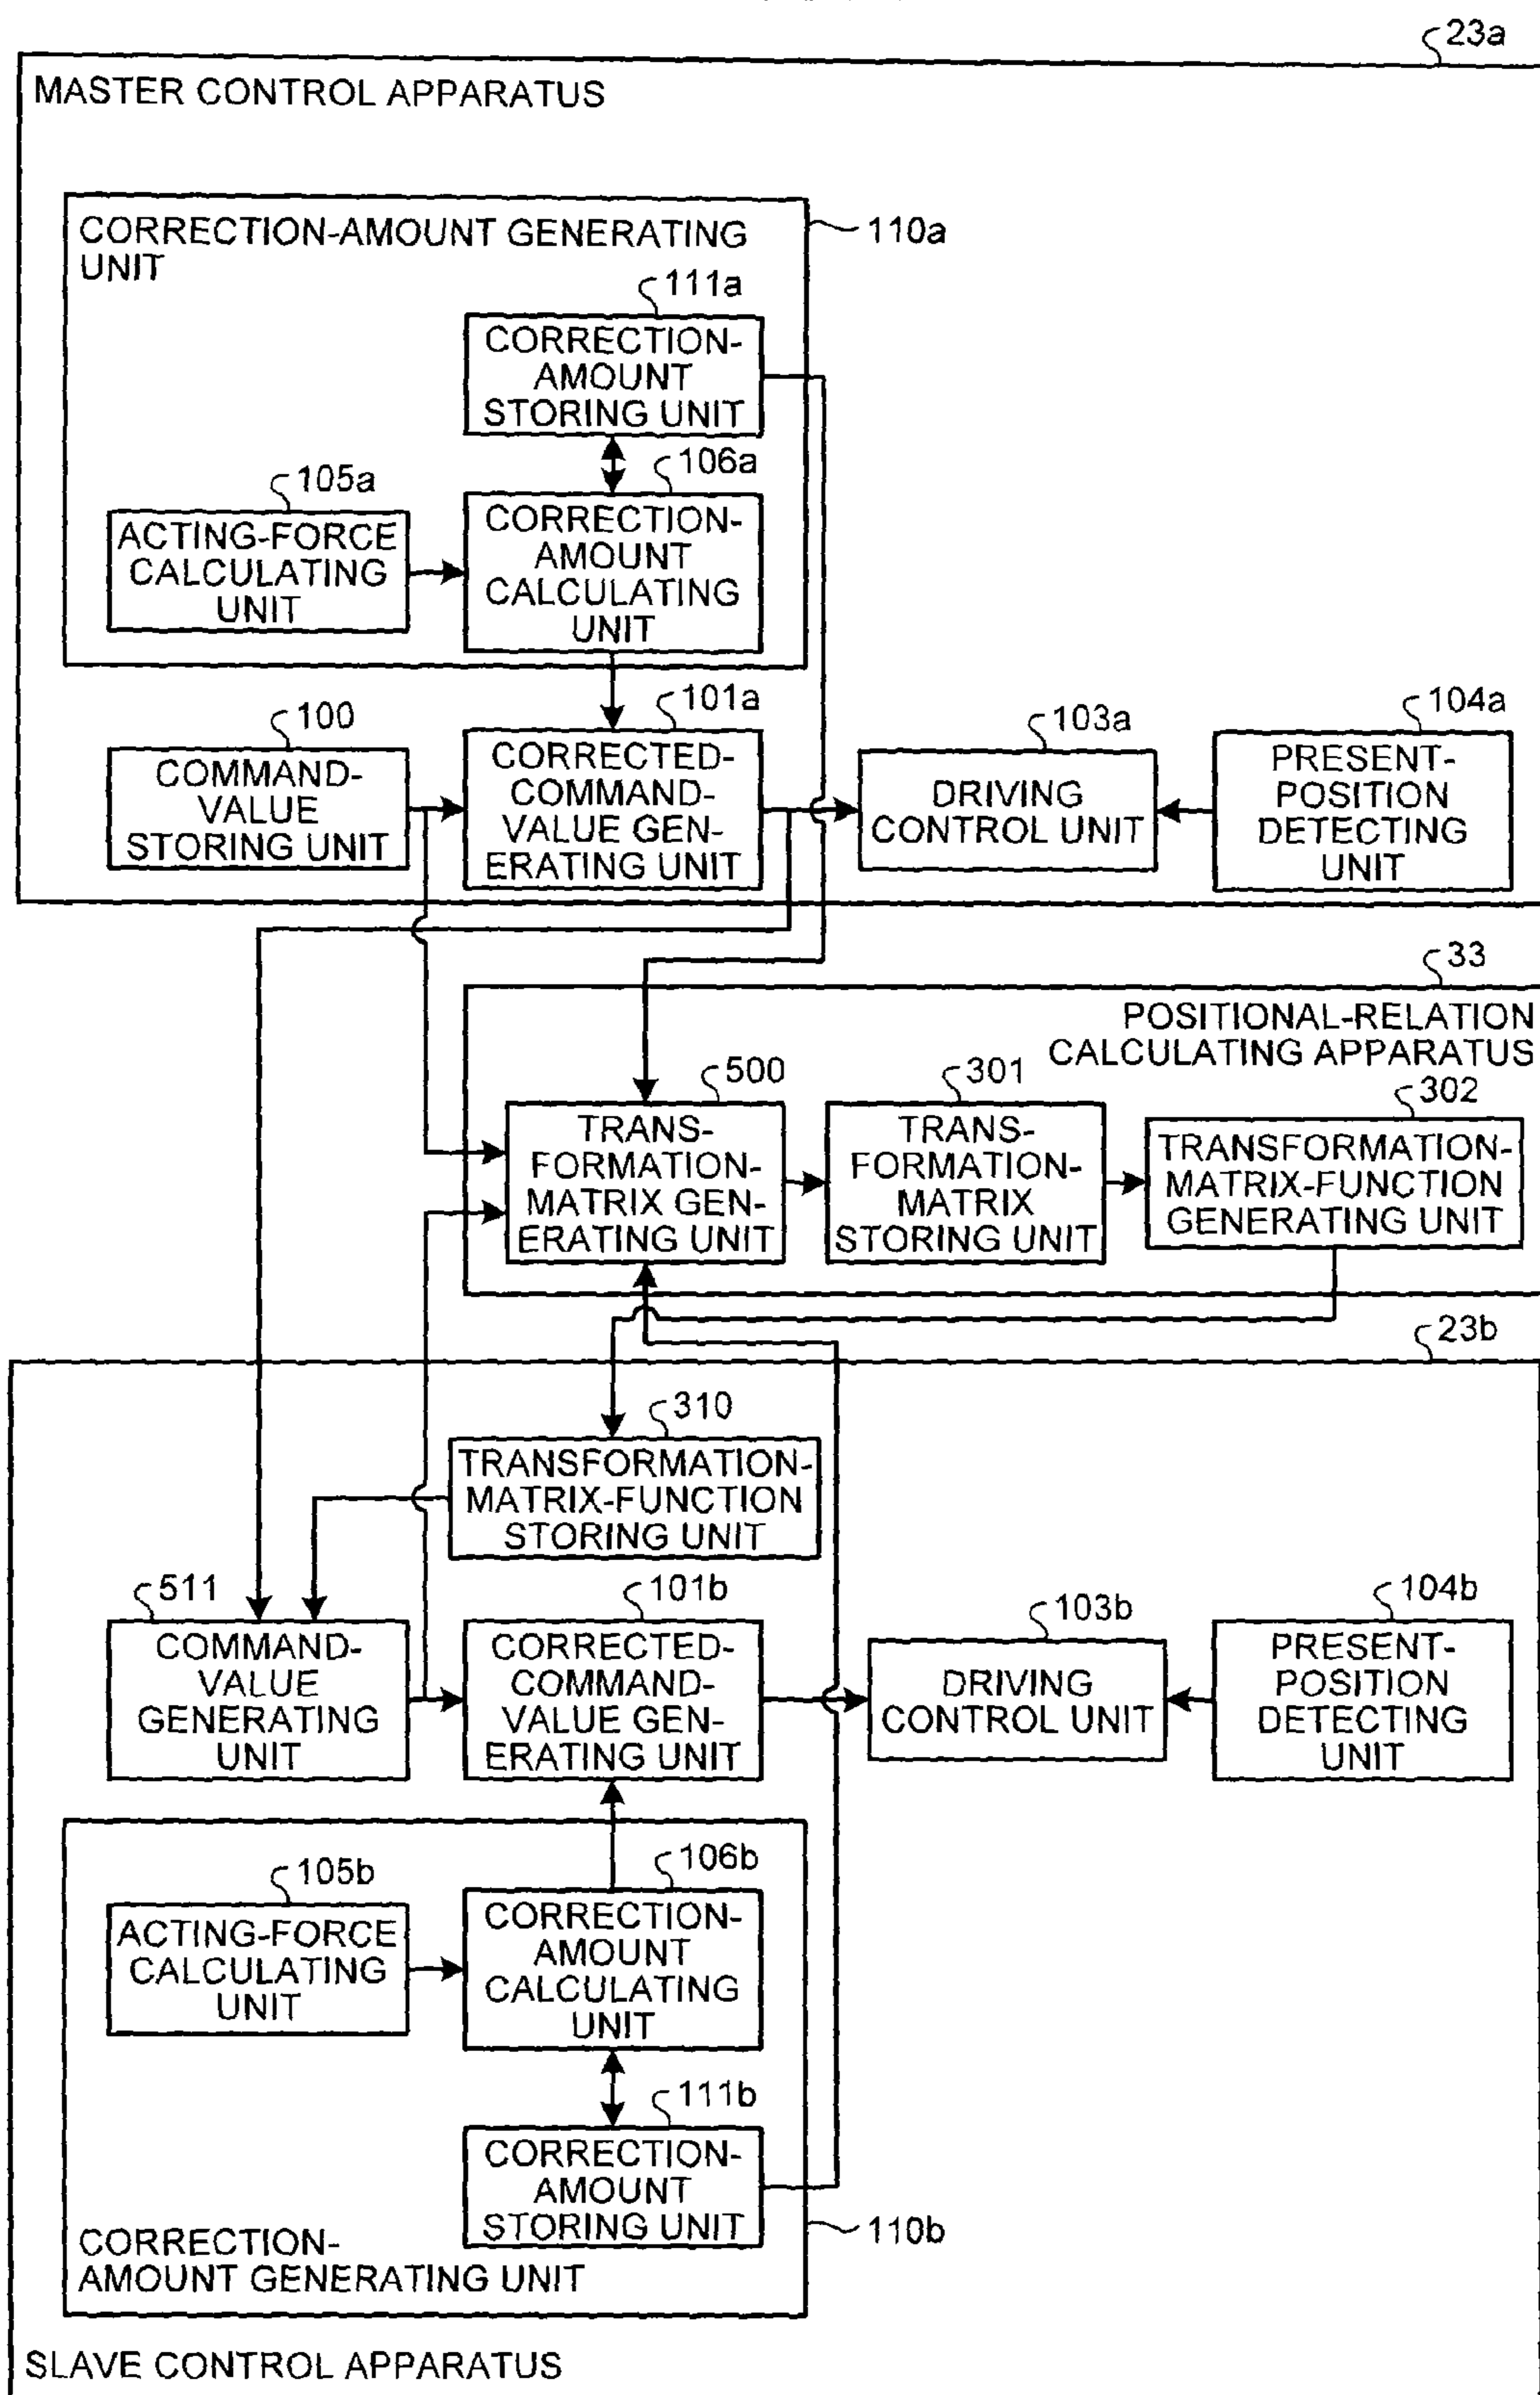 23a
MASTER CONTROL APPARATUS
CORRECTION-AMOUNT GENERATING
UNIT
110a
111a
CORRECTION-
AMOUNT
STORING UNIT
105a
ACTING-FORCE
CALCULATING
UNIT
106a
CORRECTION-
AMOUNT
CALCULATING
UNIT
100
COMMAND-
VALUE
STORING UNIT
101a
CORRECTED-
COMMAND-
VALUE GEN-
ERATING UNIT
103a
DRIVING
CONTROL UNIT
104a
PRESENT-
POSITION
DETECTING
UNIT
33
POSITIONAL-RELATION
CALCULATING APPARATUS
500
TRANS-
FORMATION-
MATRIX GEN-
ERATING UNIT
301
TRANS-
FORMATION-
MATRIX
STORING UNIT
302
TRANSFORMATION-
MATRIX-FUNCTION
GENERATING UNIT
23b
310
TRANSFORMATION-
MATRIX-FUNCTION
STORING UNIT
511
COMMAND-
VALUE
GENERATING
UNIT
101b
CORRECTED-
COMMAND-
VALUE GEN-
ERATING UNIT
103b
DRIVING
CONTROL UNIT
104b
PRESENT-
POSITION
DETECTING
UNIT
105b
ACTING-FORCE
CALCULATING
UNIT
106b
CORRECTION-
AMOUNT
CALCULATING
UNIT
111b
CORRECTION-
AMOUNT
STORING UNIT
110b
CORRECTION-
AMOUNT GENERATING UNIT
SLAVE CONTROL APPARATUS